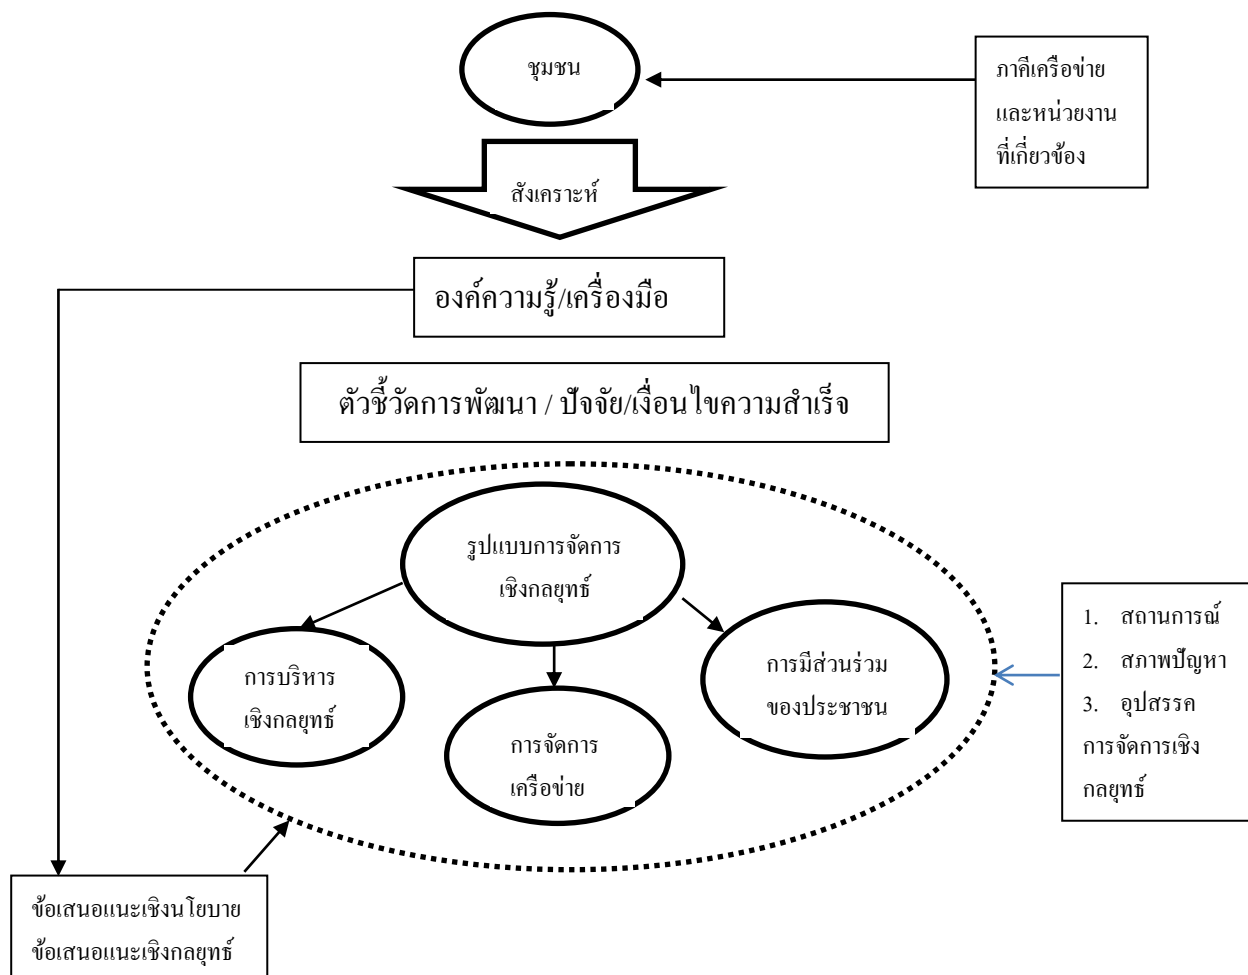 ชุมชน
ภาคีเครือข่าย
และหน่วยงาน
ที่เกี่ยวข้อง
สังเคราะห์
องค์ความรู้/เครื่องมือ
ตัวชี้วัดการพัฒนา / ปัจจัย/เงื่อนไขความสำเร็จ
รูปแบบการจัดการ
เชิงกลยุทธ์
การบริหาร
เชิงกลยุทธ์
การจัดการ
เครือข่าย
การมีส่วนร่วม
ของประชาชน
1. สถานการณ์
2. สภาพปัญหา
3. อุปสรรค
การจัดการเชิง
กลยุทธ์
ข้อเสนอแนะเชิงนโยบาย
ข้อเสนอแนะเชิงกลยุทธ์